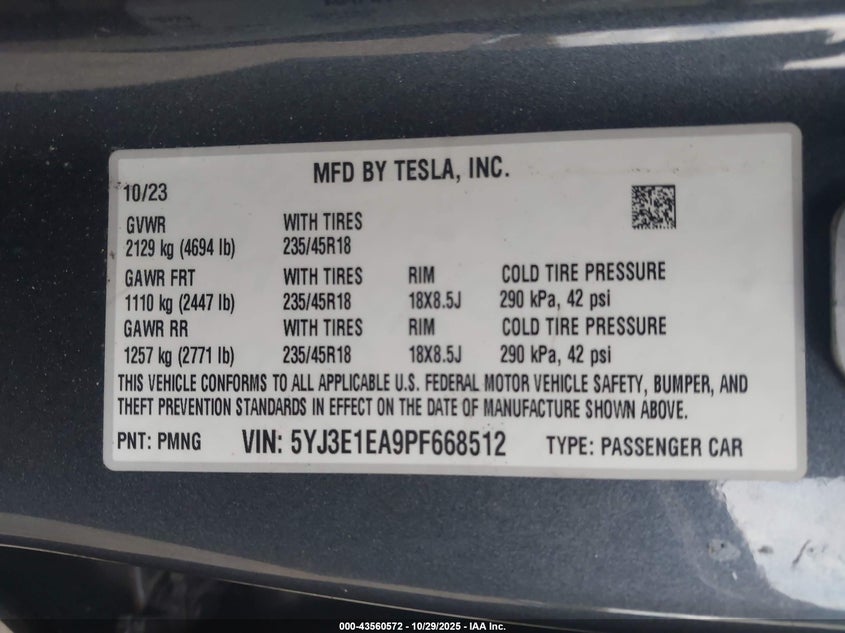 MFD BY TESLA, INC.
10/23
GVWR WITH TIRES
2129 kg (4694 lb) 235/45R18
GAWR FRT WITH TIRES RIM COLD TIRE PRESSURE
1110 kg (2447 lb) 235/45R18 18X8.5J 290 kPa, 42 psi
GAWR RR WITH TIRES RIM COLD TIRE PRESSURE
1257 kg (2771 lb) 235/45R18 18X8.5J 290 kPa, 42 psi
THIS VEHICLE CONFORMS TO ALL APPLICABLE U.S. FEDERAL MOTOR VEHICLE SAFETY, BUMPER, AND
THEFT PREVENTION STANDARDS IN EFFECT ON THE DATE OF MANUFACTURE SHOWN ABOVE.
PNT: PMNG VIN: 5YJ3E1EA9PF668512 TYPE: PASSENGER CAR
000-43560572 - 10/29/2025 - IAA Inc.